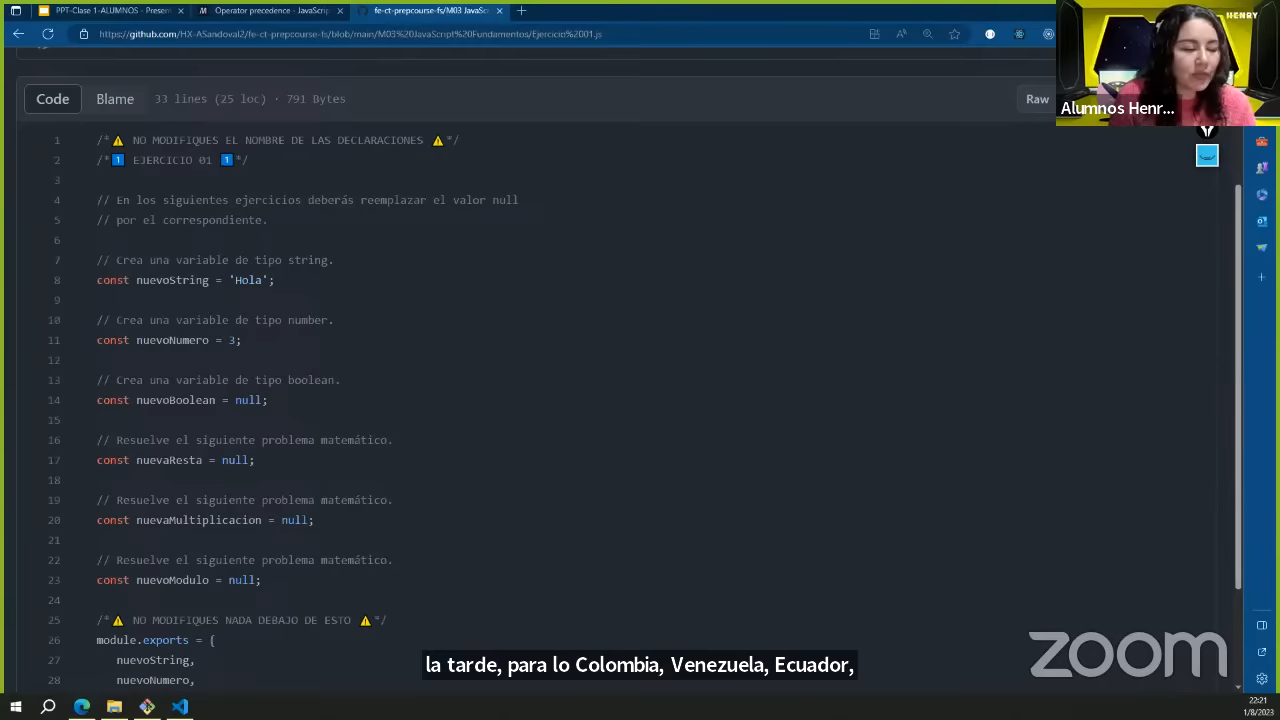 PPT-Clase 1-ALUMNOS - Present
Operator precedence - JavaScri
fe-ct-prepcourse-fs/M03 JavaSc
https://github.com/HX-ASandoval2/fe-ct-prepcourse-fs/blob/main/M03%20JavaScript%20Fundamentos/Ejercicio%2001.js
HENRY
Alumnos Henr...
Code Blame 33 lines (25 loc) · 791 Bytes Raw
1 /*⚠️ NO MODIFIQUES EL NOMBRE DE LAS DECLARACIONES ⚠️*/
2 /*1️⃣ EJERCICIO 01 1️⃣*/
3
4 // En los siguientes ejercicios deberás reemplazar el valor null
5 // por el correspondiente.
6
7 // Crea una variable de tipo string.
8 const nuevoString = 'Hola';
9
10 // Crea una variable de tipo number.
11 const nuevoNumero = 3;
12
13 // Crea una variable de tipo boolean.
14 const nuevoBoolean = null;
15
16 // Resuelve el siguiente problema matemático.
17 const nuevaResta = null;
18
19 // Resuelve el siguiente problema matemático.
20 const nuevaMultiplicacion = null;
21
22 // Resuelve el siguiente problema matemático.
23 const nuevoModulo = null;
24
25 /*⚠️ NO MODIFIQUES NADA DEBAJO DE ESTO ⚠️*/
26 module.exports = {
27 nuevoString,
28 nuevoNumero,
la tarde, para lo Colombia, Venezuela, Ecuador,
zoom
22:21
1/8/2023